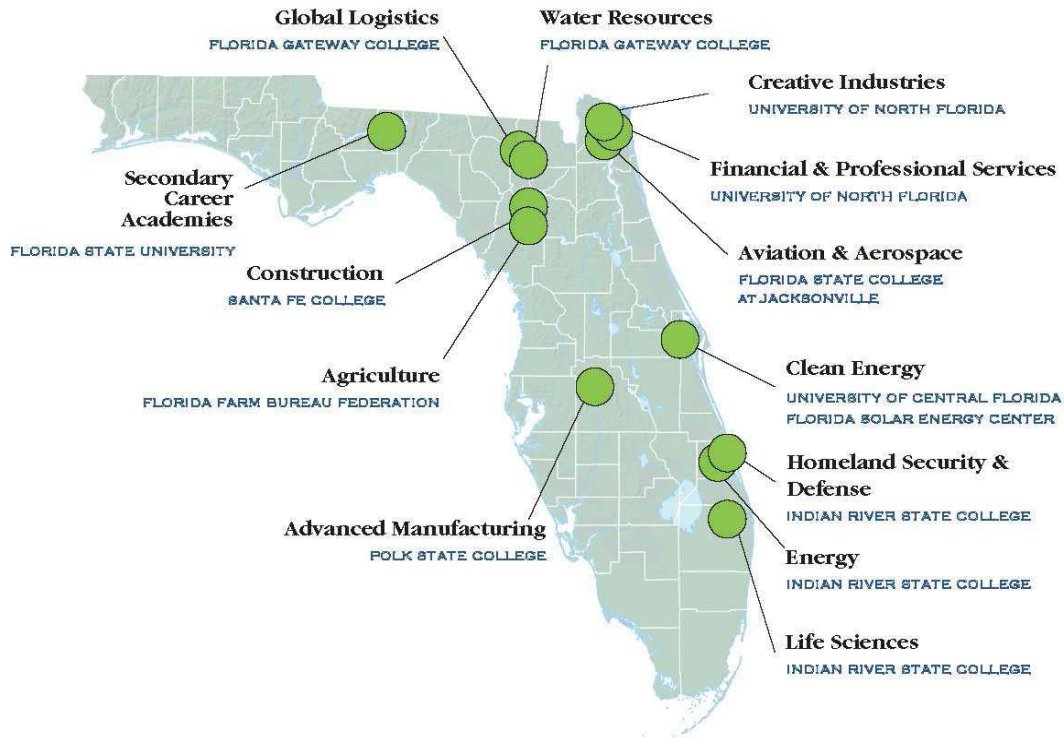 Global Logistics
FLORIDA GATEWAY COLLEGE
Water Resources
FLORIDA GATEWAY COLLEGE
Creative Industries
UNIVERSITY OF NORTH FLORIDA
Financial & Professional Services
UNIVERSITY OF NORTH FLORIDA
Secondary
Career
Academies
FLORIDA STATE UNIVERSITY
Aviation & Aerospace
FLORIDA STATE COLLEGE
AT JACKSONVILLE
Construction
SANTA FE COLLEGE
Agriculture
FLORIDA FARM BUREAU FEDERATION
Clean Energy
UNIVERSITY OF CENTRAL FLORIDA
FLORIDA SOLAR ENERGY CENTER
Homeland Security &
Defense
INDIAN RIVER STATE COLLEGE
Advanced Manufacturing
POLK STATE COLLEGE
Energy
INDIAN RIVER STATE COLLEGE
Life Sciences
INDIAN RIVER STATE COLLEGE